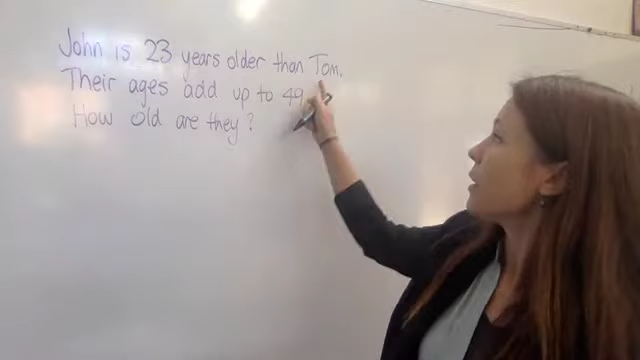 John is 23 years older than Tom.
Their ages add up to 49
How old are they?